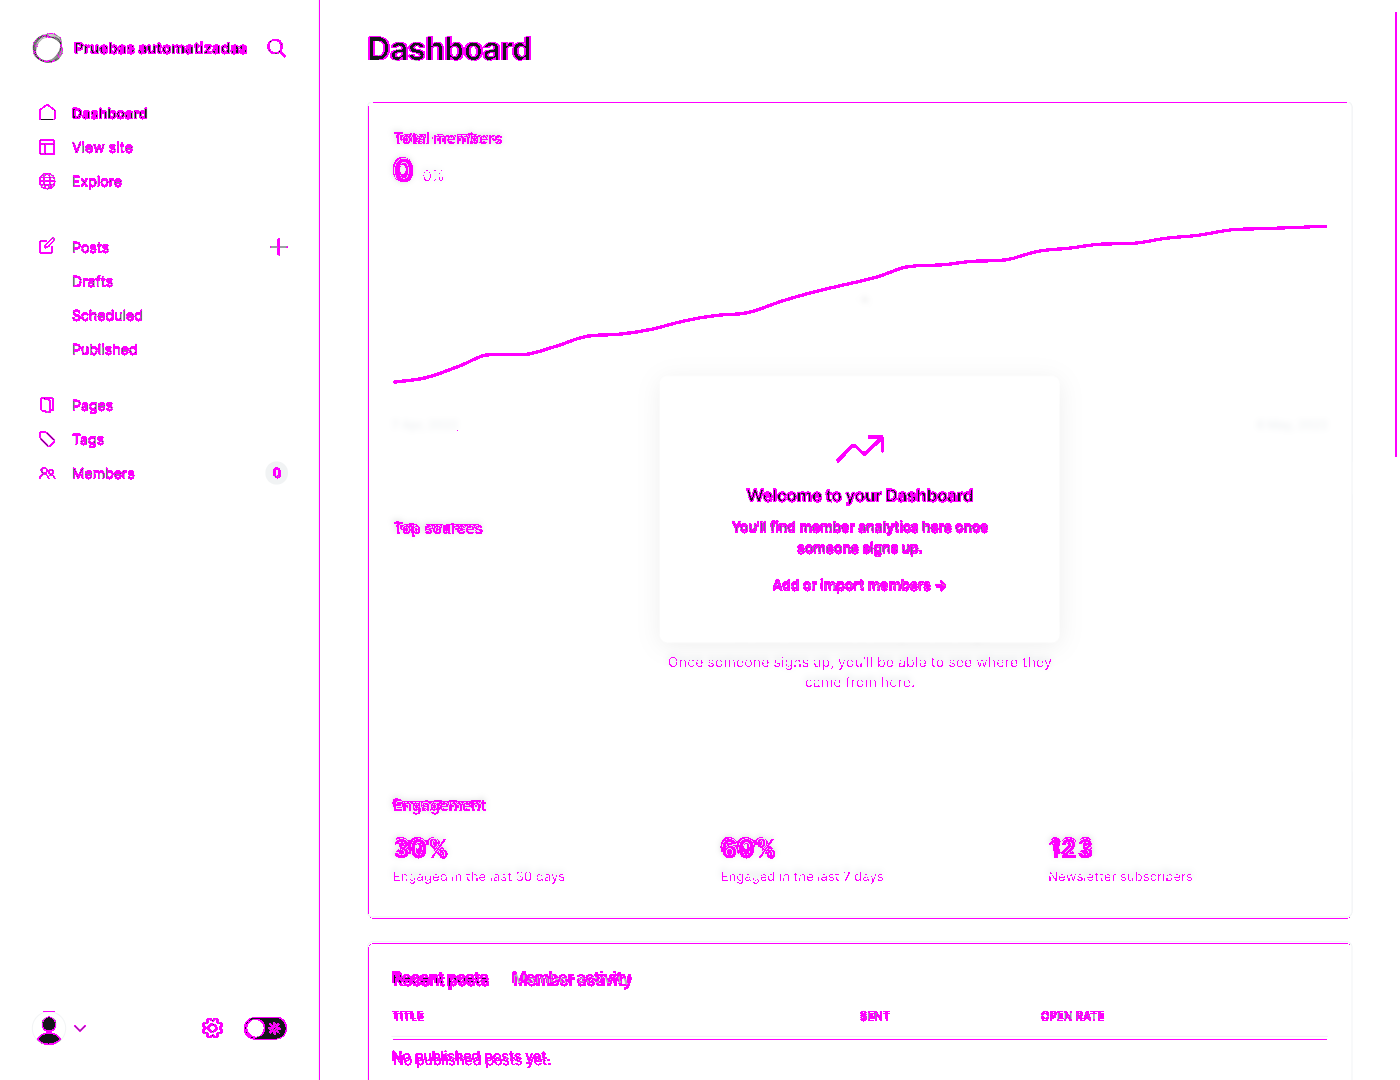 Pruebas automatizadas
Dashboard
View site
Explore
Posts
Drafts
Scheduled
Published
Pages
Tags
Members
0
Dashboard
Total members
0 0%
Welcome to your Dashboard
You'll find member analytics here once
someone signs up.
Add or import members →
Top sources
Once someone signs up, you'll be able to see where they
came from here.
Engagement
30% 60% 123
Engaged in the last 30 days Engaged in the last 7 days Newsletter subscribers
Recent posts Member activity
TITLE SENT OPEN RATE
No published posts yet.